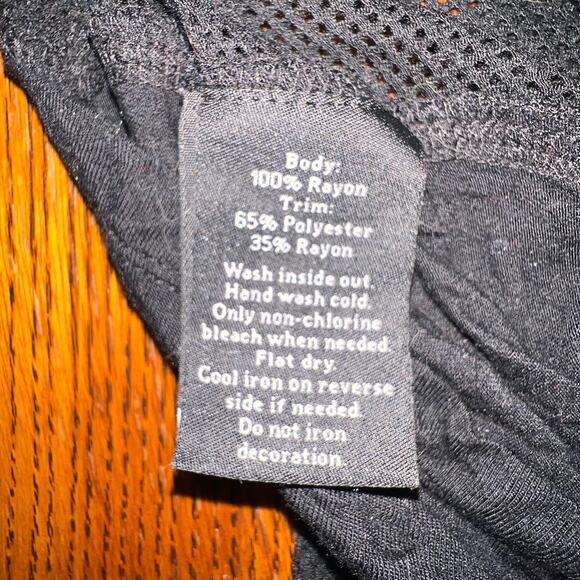 Body:
100% Rayon
Trim:
65% Polyester
35% Rayon
Wash inside out.
Hand wash cold.
Only non-chlorine
bleach when needed.
Flat dry.
Cool iron on reverse
side if needed.
Do not iron
decoration.